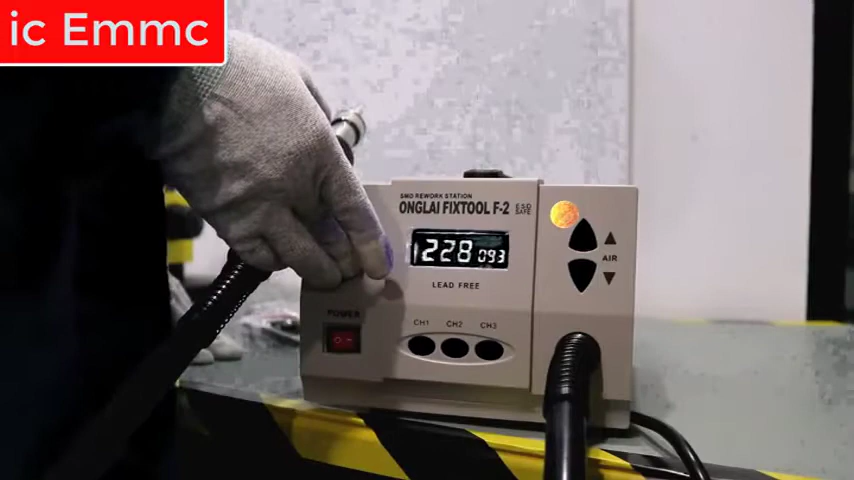 ic Emmc
SMD REWORK STATION
ONGLAI FIXTOOL F-2
ESD
SAFE
228 093
LEAD FREE
AIR
POWER
CH1 CH2 CH3